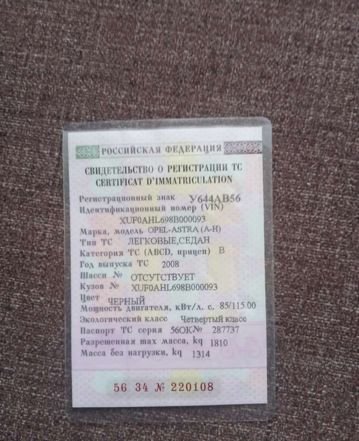 РОССИЙСКАЯ ФЕДЕРАЦИЯ
СВИДЕТЕЛЬСТВО О РЕГИСТРАЦИИ ТС
CERTIFICAT D'IMMATRICULATION
Регистрационный знак У644АВ56
Идентификационный номер (VIN)
XUF0AHL698B000093
Марка, модель OPEL-ASTRA (A-H)
Тип ТС ЛЕГКОВЫЕ,СЕДАН
Категория ТС (ABCD, прицеп) B
Год выпуска ТС 2008
Шасси № ОТСУТСТВУЕТ
Кузов № XUF0AHL698B000093
Цвет ЧЕРНЫЙ
Мощность двигателя, кВт/л. с. 85/115.00
Экологический класс Четвертый класс
Паспорт ТС серия 56ОК№ 287737
Разрешенная мах масса, kg 1810
Масса без нагрузки, kg 1314
56 34 № 220108